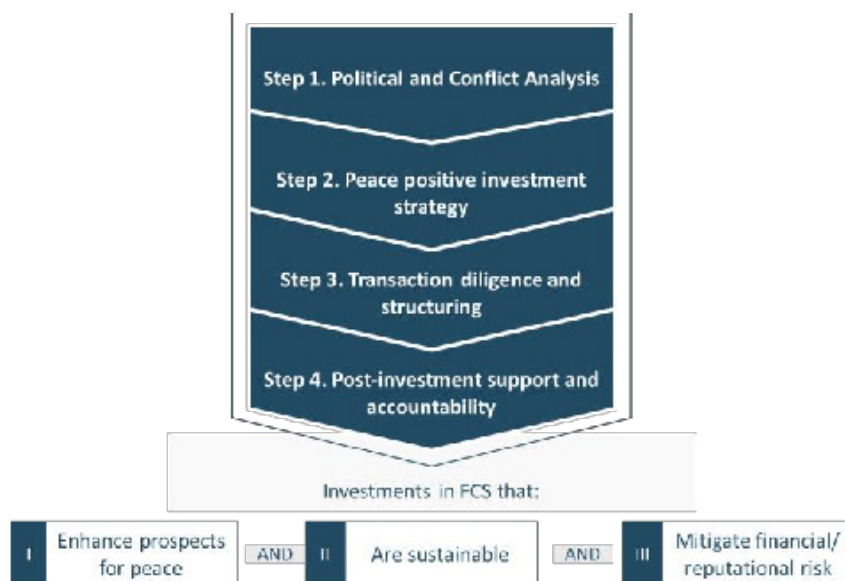 Step 1. Political and Conflict Analysis
Step 2. Peace positive investment
strategy
Step 3. Transaction diligence and
structuring
Step 4. Post-investment support and
accountability
Investments in FCS that:
I
Enhance prospects
for peace
AND
II
Are sustainable
AND
III
Mitigate financial/
reputational risk